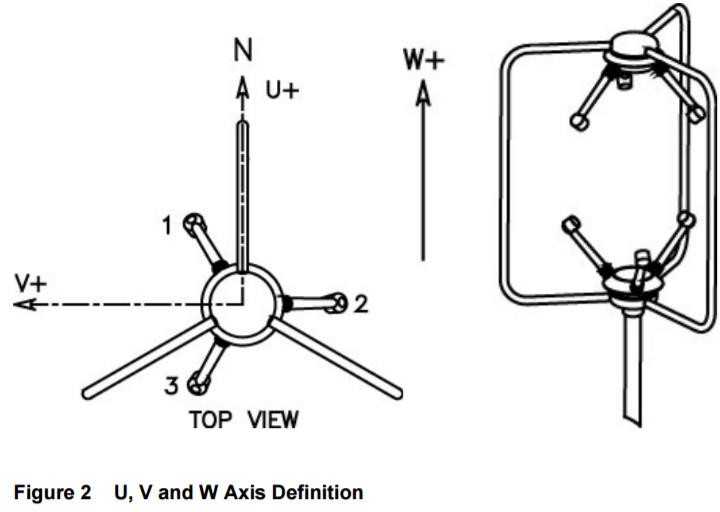 N
U+
W+
1
V+
2
3
TOP VIEW
Figure 2 U, V and W Axis Definition